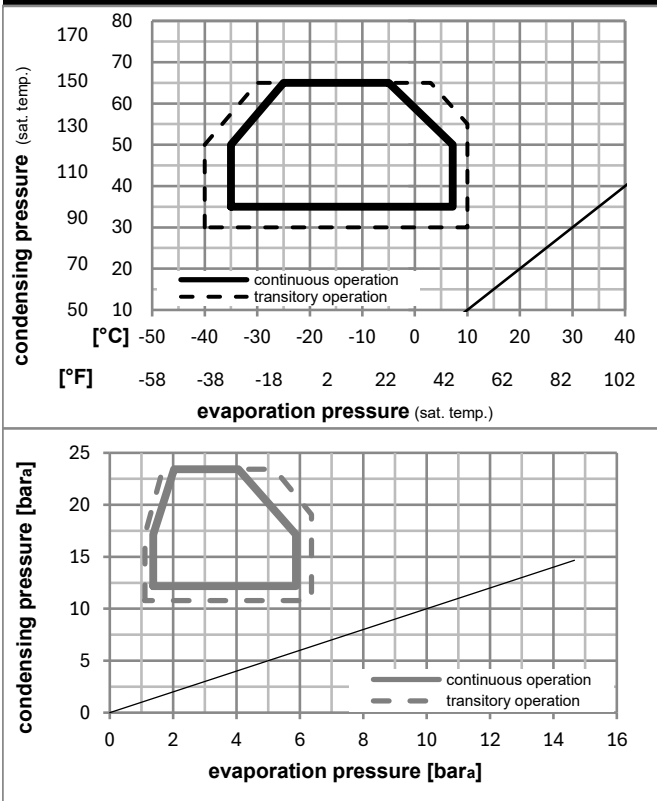 condensing pressure (sat. temp.)
170 80
70
150 60
130 50
110 40
90 30
70 20
50 10
continuous operation
transitory operation
[°C] -50 -40 -30 -20 -10 0 10 20 30 40
[°F] -58 -38 -18 2 22 42 62 82 102
evaporation pressure (sat. temp.)
condensing pressure [bara]
25
20
15
10
5
0
continuous operation
transitory operation
0 2 4 6 8 10 12 14 16
evaporation pressure [bara]